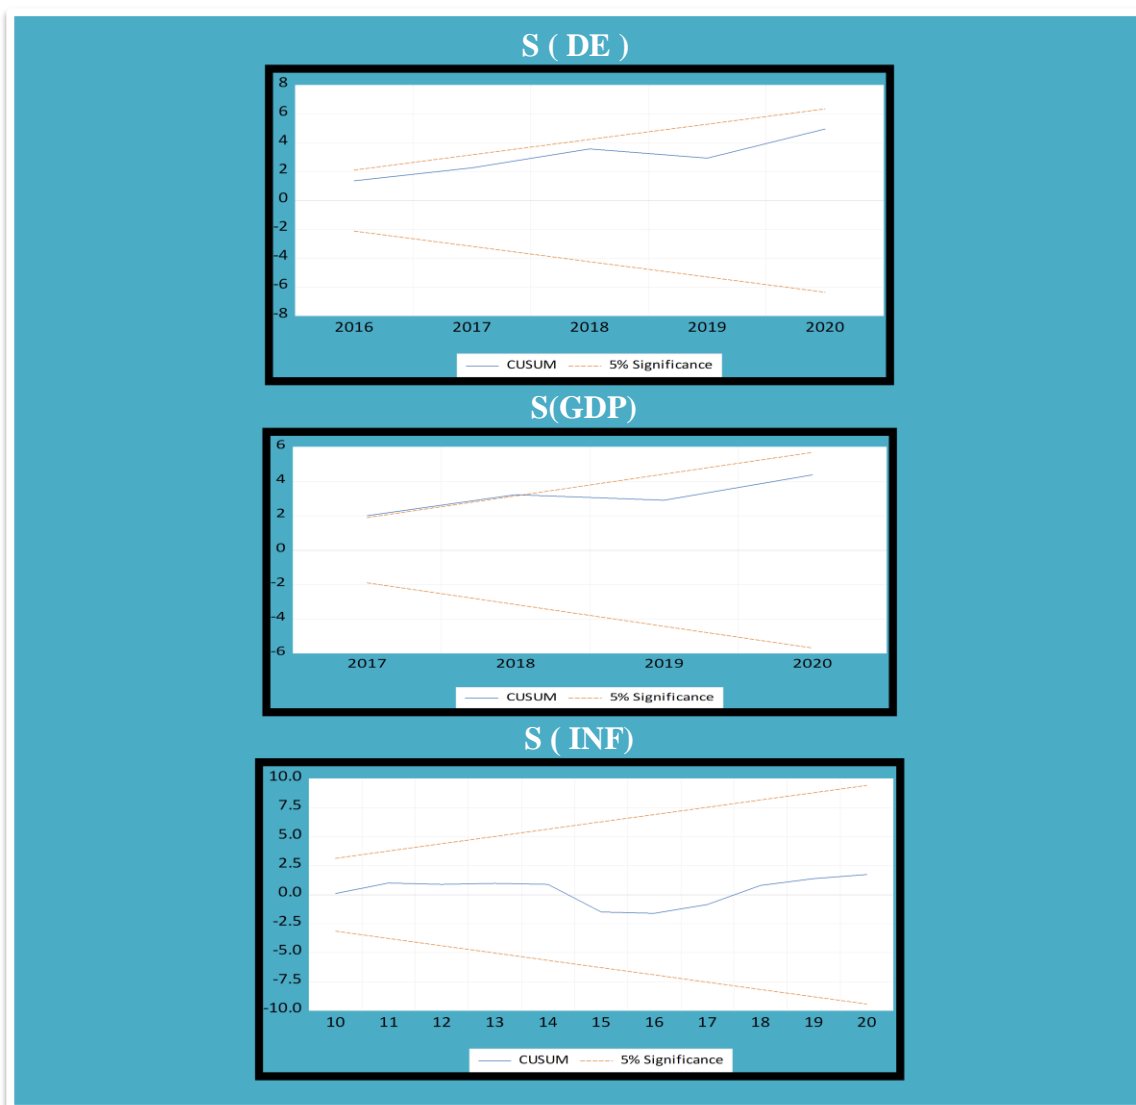 S ( DE )
8
6
4
2
0
-2
-4
-6
-8
2016 2017 2018 2019 2020
CUSUM 5% Significance
S(GDP)
6
4
2
0
-2
-4
-6
2017 2018 2019 2020
CUSUM 5% Significance
S ( INF)
10.0
7.5
5.0
2.5
0.0
-2.5
-5.0
-7.5
-10.0
10 11 12 13 14 15 16 17 18 19 20
CUSUM 5% Significance